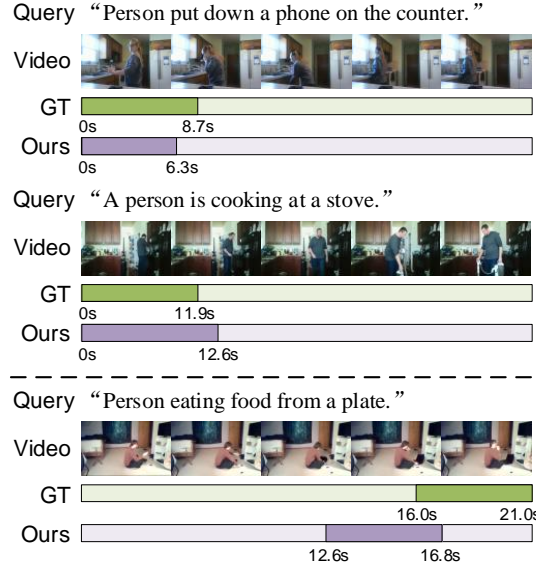 Query “Person put down a phone on the counter.”
Video
GT
0s 8.7s
Ours
0s 6.3s
Query “A person is cooking at a stove.”
Video
GT
0s 11.9s
Ours
0s 12.6s
Query “Person eating food from a plate.”
Video
GT
16.0s 21.0s
Ours
12.6s 16.8s